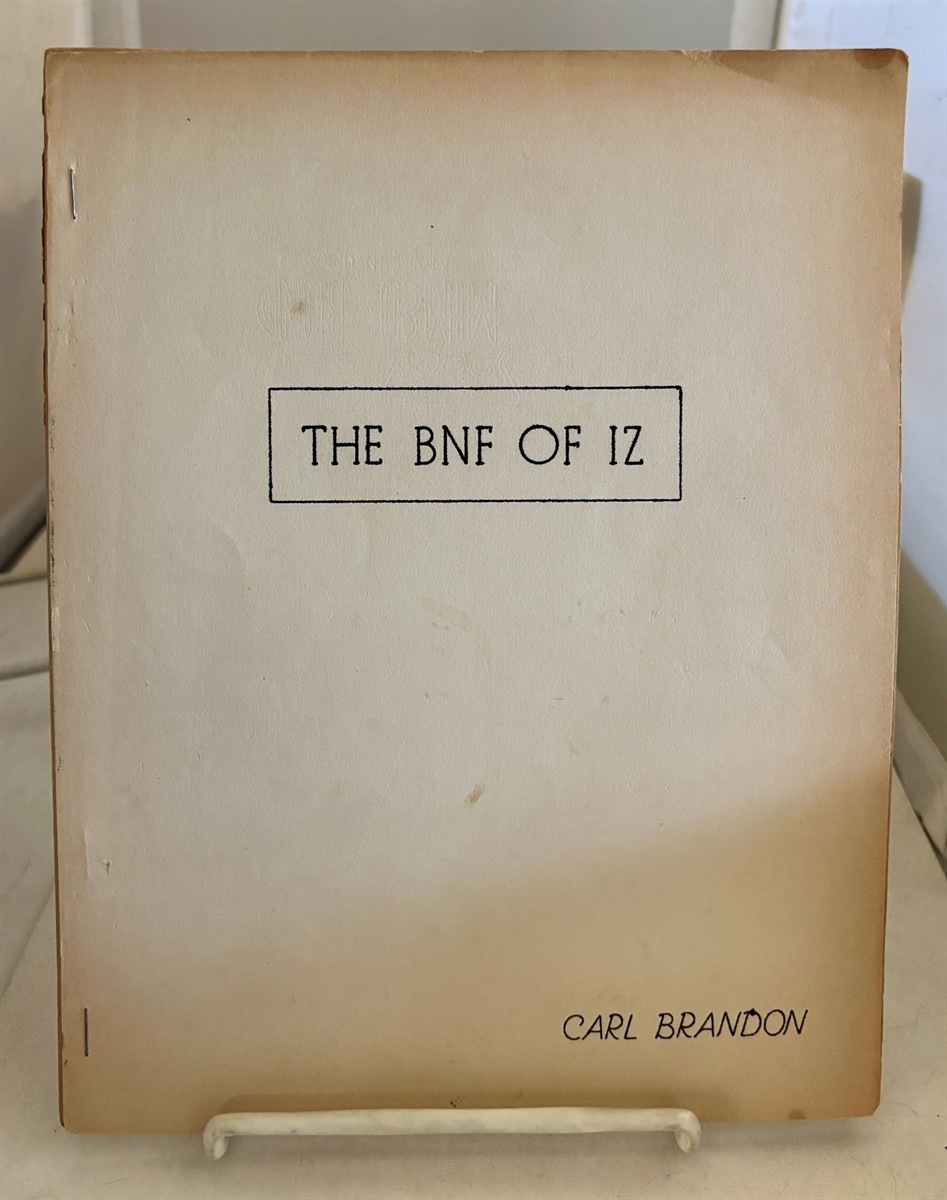 THE BNF OF IZ
CARL BRANDON